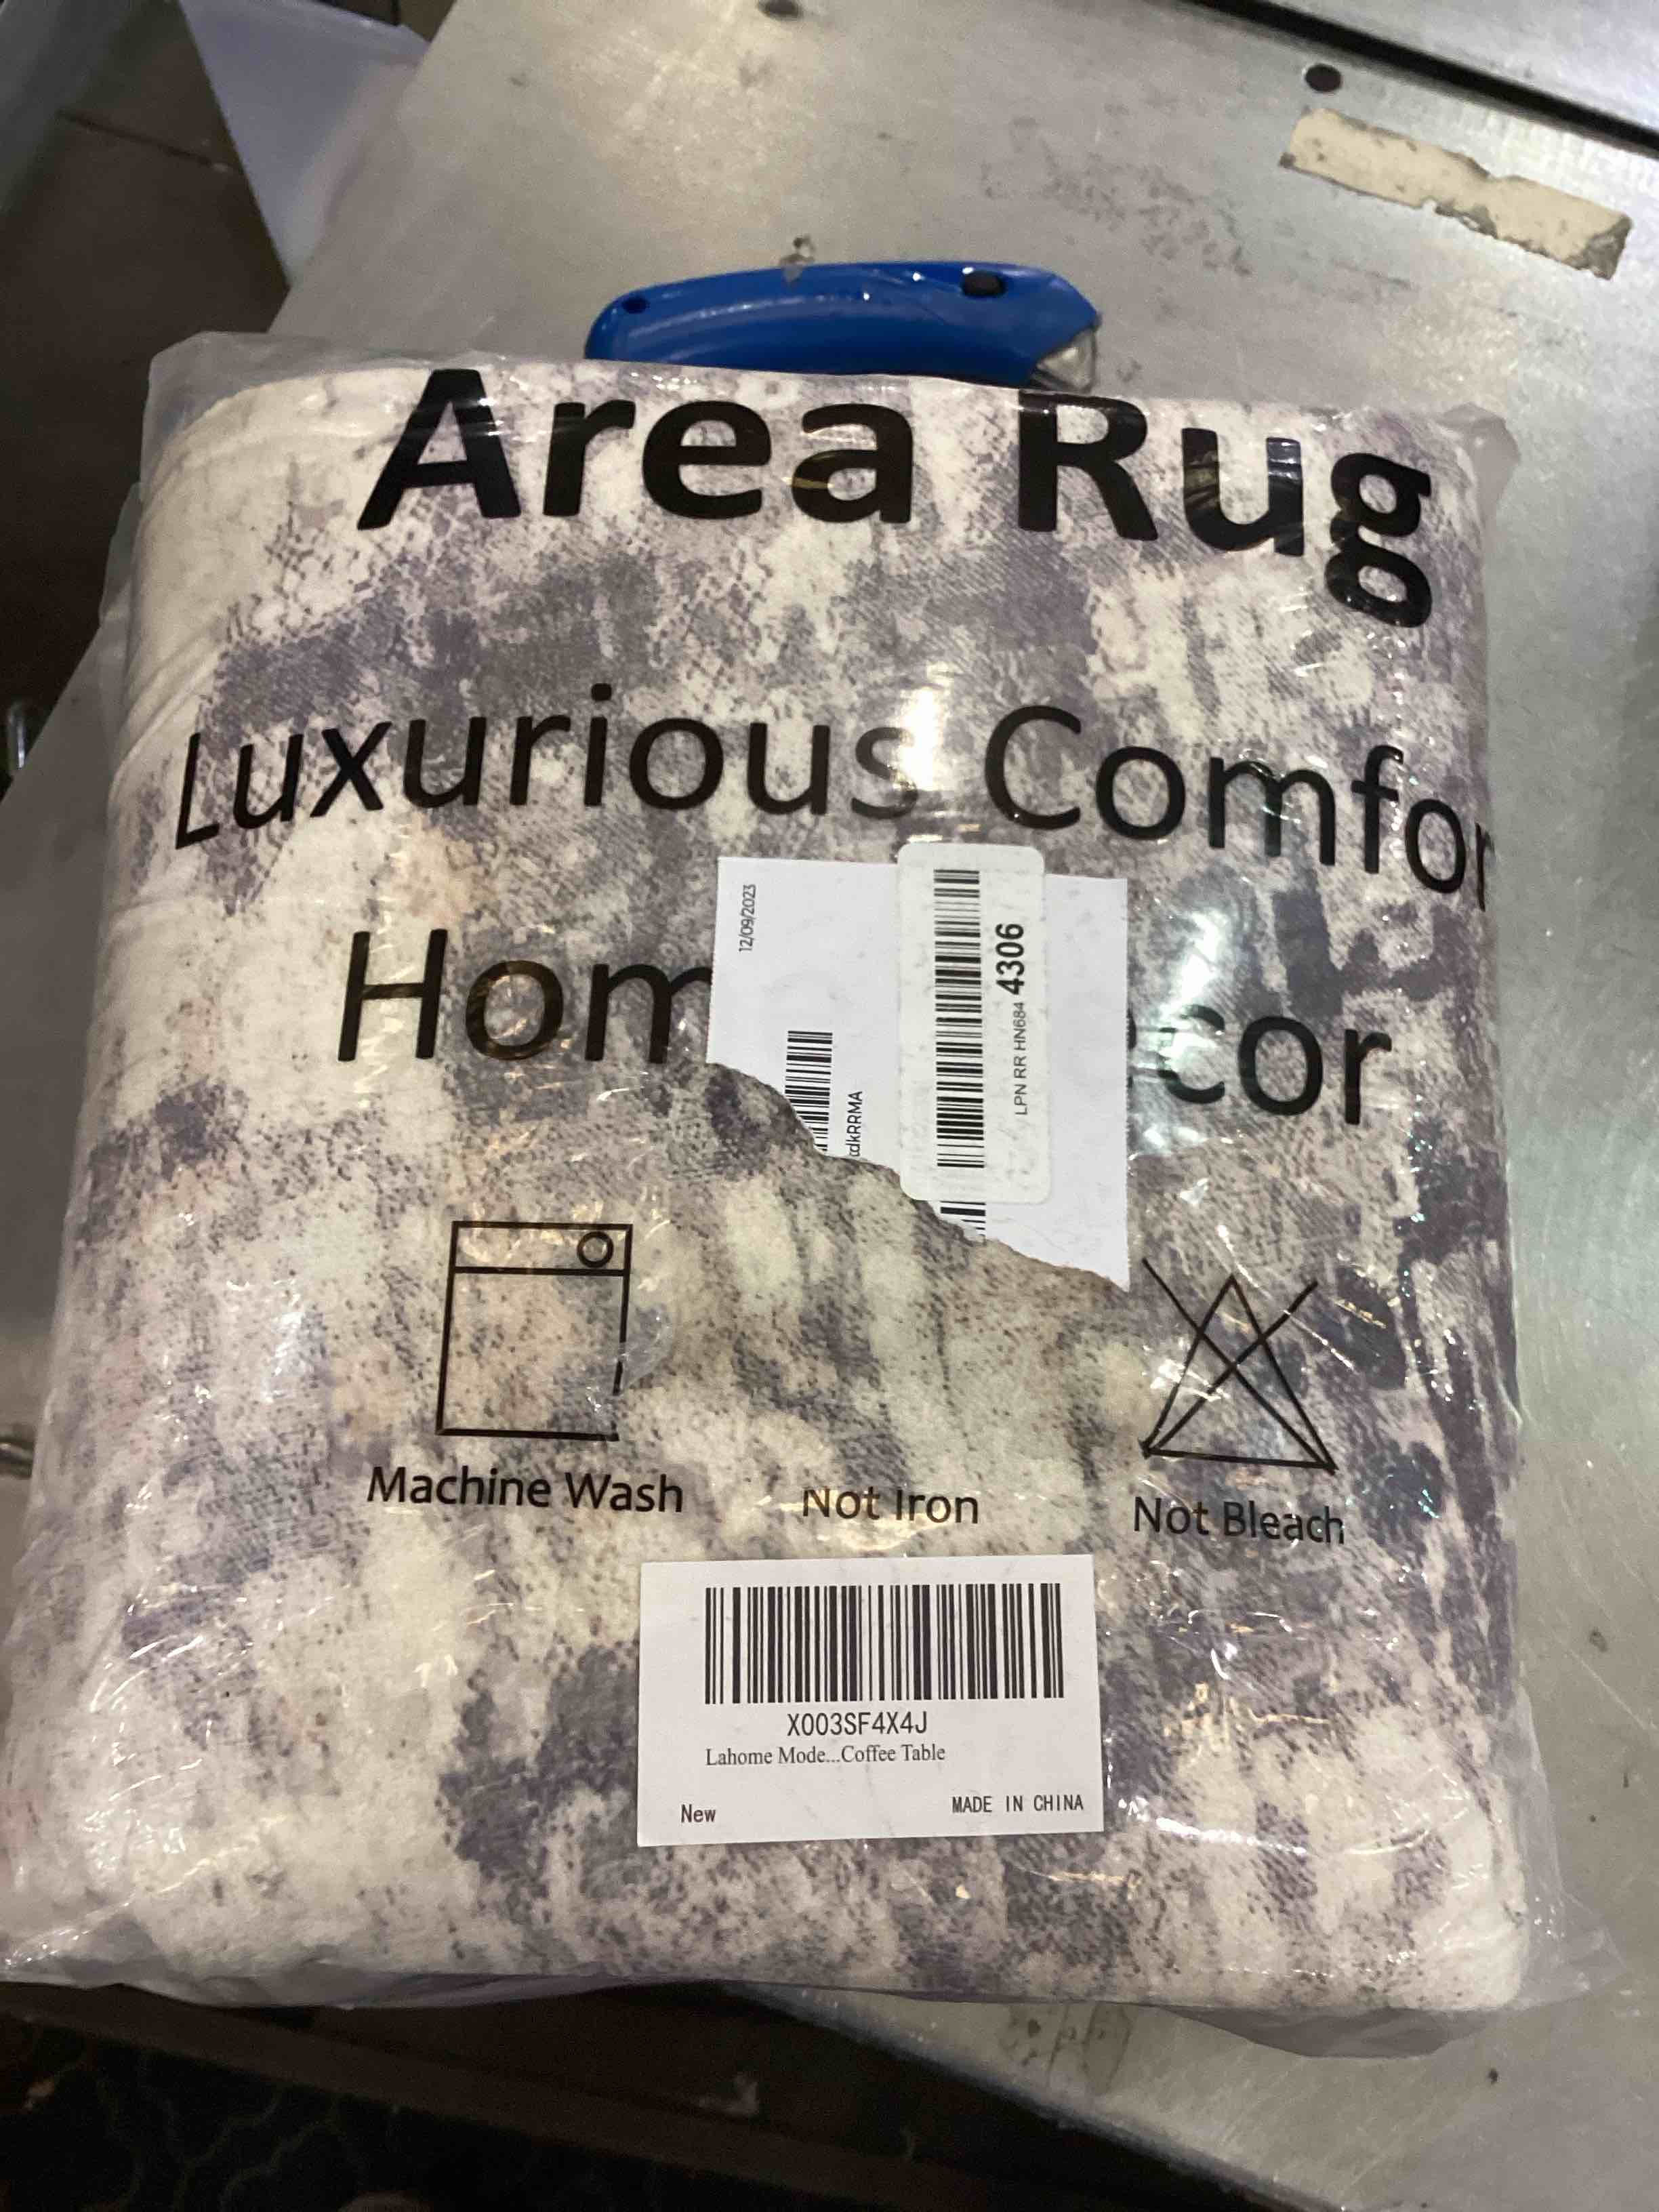 Area Rug
Luxurious Comfor
Hom
cor
12/09/2023
cdkRRMA
LPN RR HN684 4306
Machine Wash
Not Iron
Not Bleach
X003SF4X4J
Lahome Mode...Coffee Table
New
MADE IN CHINA